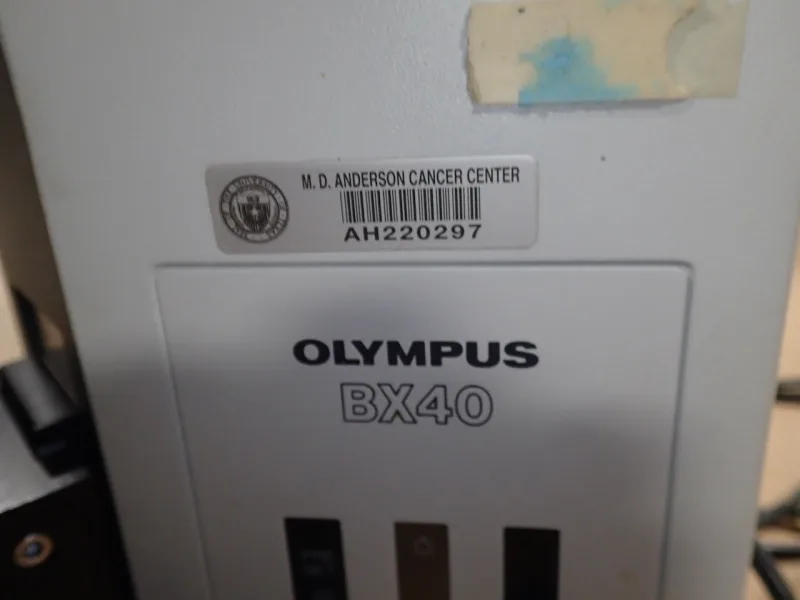 M. D. ANDERSON CANCER CENTER
AH220297
OLYMPUS
BX40